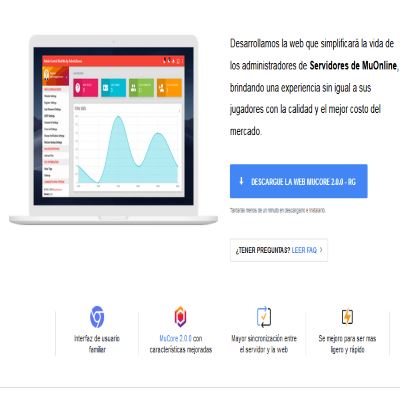 Desarrollamos la web que simplificará la vida de
los administradores de Servidores de MuOnline,
brindando una experiencia sin igual a sus
jugadores con la calidad y el mejor costo del
mercado.
DESCARGUE LA WEB MUCORE 2.0.0 - RG
Tardarás menos de un minuto en descargarlo e instalarlo.
¿TENER PREGUNTAS? LEER FAQ
Interfaz de usuario
familiar
MuCore 2.0.0 con
características mejoradas
Mayor sincronización entre
el servidor y la web
Se mejoro para ser mas
ligero y rápido